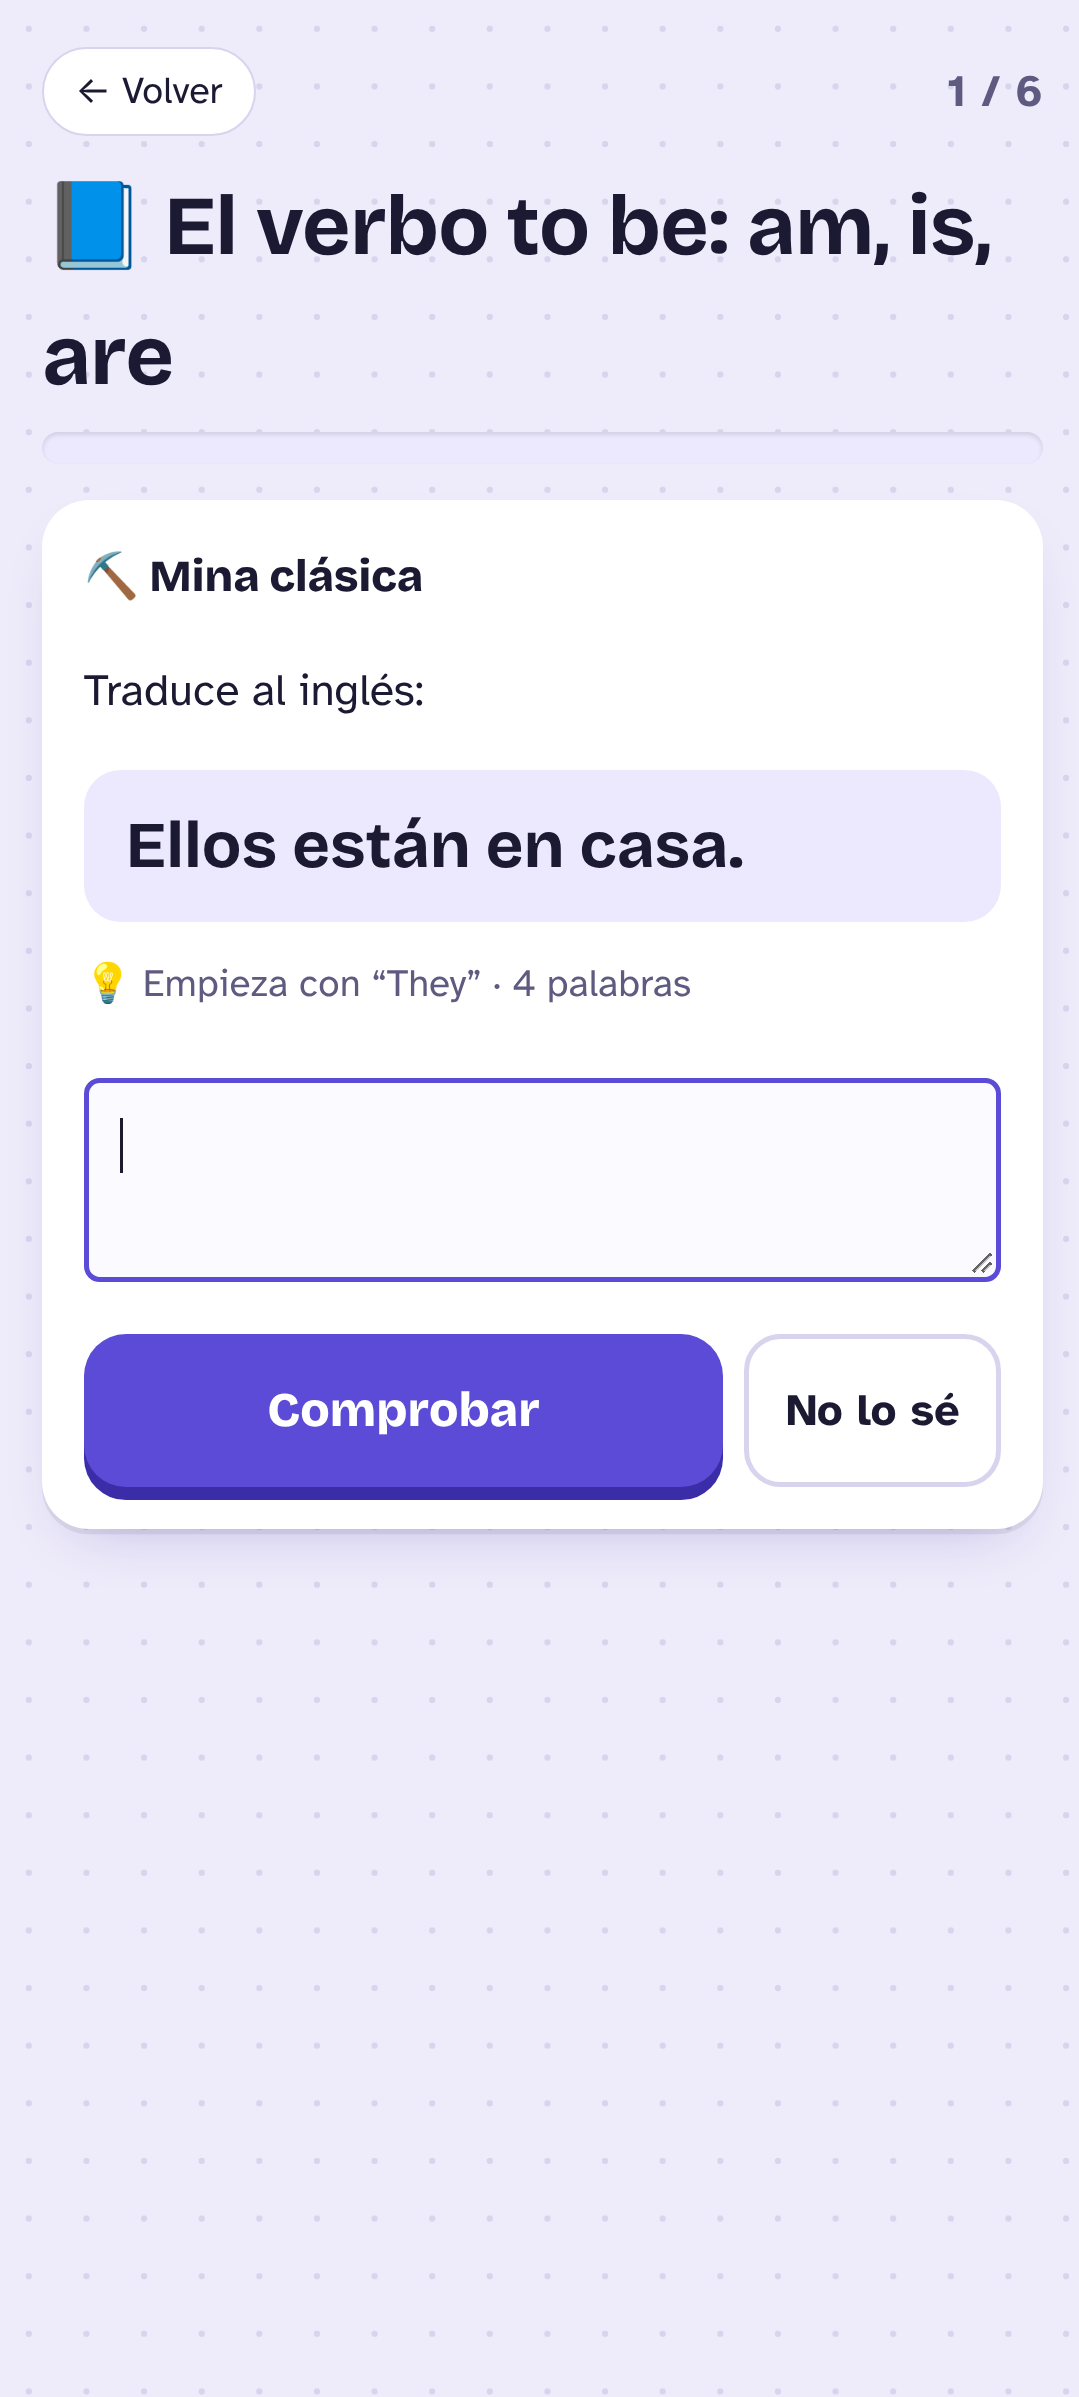 ← Volver
1 / 6
📘 El verbo to be: am, is,
are
⛏️ Mina clásica
Traduce al inglés:
Ellos están en casa.
💡 Empieza con “They” · 4 palabras
Comprobar
No lo sé